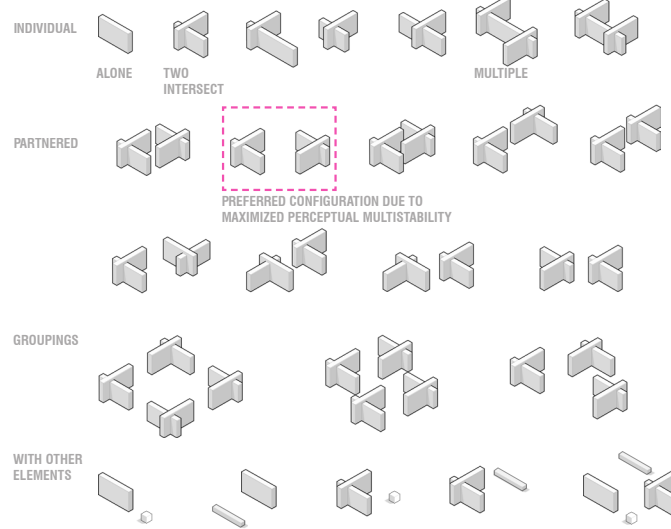 INDIVIDUAL
ALONE
TWO
INTERSECT
MULTIPLE
PARTNERED
PREFERRED CONFIGURATION DUE TO
MAXIMIZED PERCEPTUAL MULTISTABILITY
GROUPINGS
WITH OTHER
ELEMENTS